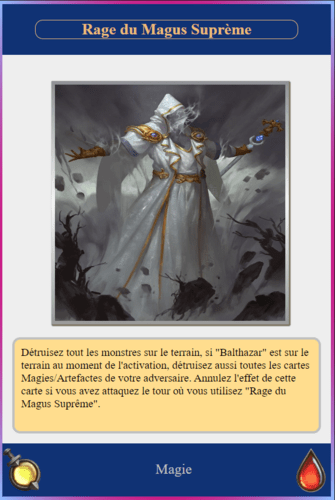 Rage du Magus Suprème
Détruisez tout les monstres sur le terrain, si "Balthazar" est sur le
terrain au moment de l'activation, détruisez aussi toutes les cartes
Magies/Artefactes de votre adversaire. Annulez l'effet de cette
carte si vous avez attaquez le tour où vous utilisez "Rage du
Magus Suprême".
Magie